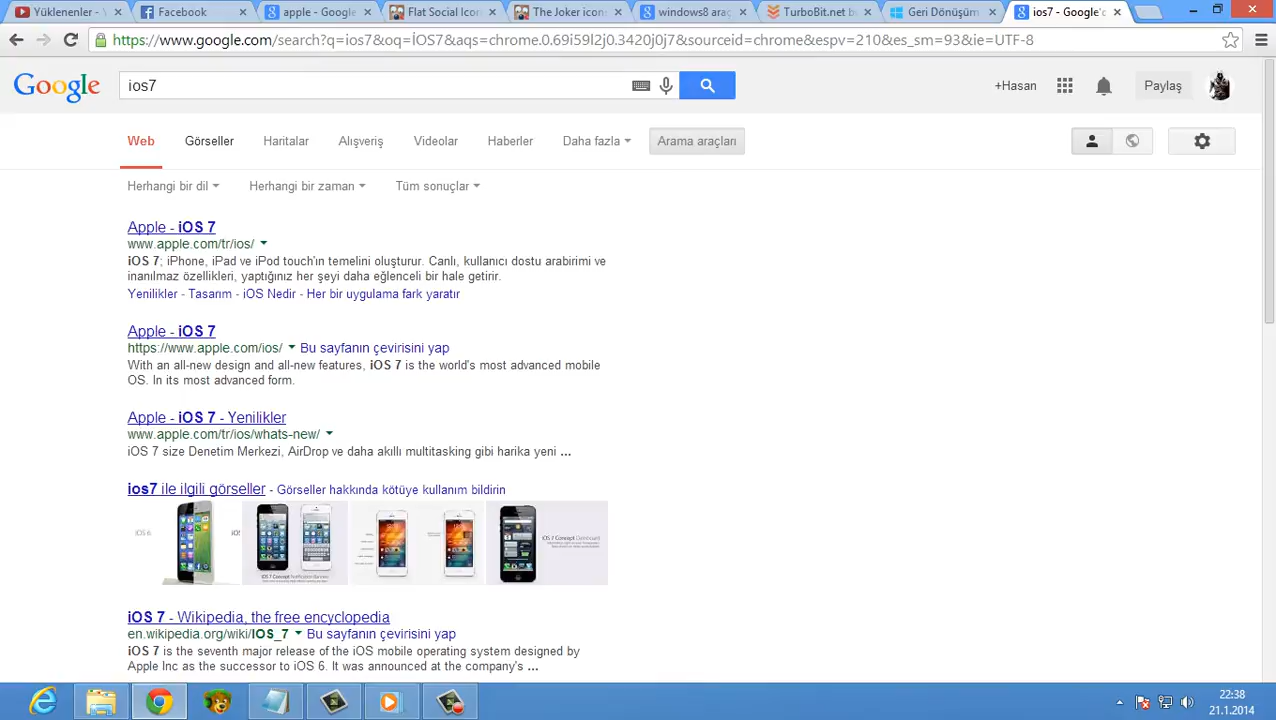 Yüklenenler - Y
Facebook
apple - Google
Flat Social Icon
The Joker icon
windows8 araç
TurboBit.net b
Geri Dönüşüm
ios7 - Google'd
https://www.google.com/search?q=ios7&oq=İOS7&aqs=chrome.0.69i59l2j0.3420j0j7&sourceid=chrome&espv=210&es_sm=93&ie=UTF-8
Google
ios7
+Hasan
Paylaş
Web Görseller Haritalar Alışveriş Videolar Haberler Daha fazla Arama araçları
Herhangi bir dil Herhangi bir zaman Tüm sonuçlar
Apple - iOS 7
www.apple.com/tr/ios/
iOS 7; iPhone, iPad ve iPod touch'ın temelini oluşturur. Canlı, kullanıcı dostu arabirimi ve
inanılmaz özellikleri, yaptığınız her şeyi daha eğlenceli bir hale getirir.
Yenilikler - Tasarım - iOS Nedir - Her bir uygulama fark yaratır
Apple - iOS 7
https://www.apple.com/ios/ Bu sayfanın çevirisini yap
With an all-new design and all-new features, iOS 7 is the world's most advanced mobile
OS. In its most advanced form.
Apple - iOS 7 - Yenilikler
www.apple.com/tr/ios/whats-new/
iOS 7 size Denetim Merkezi, AirDrop ve daha akıllı multitasking gibi harika yeni ...
ios7 ile ilgili görseller - Görseller hakkında kötüye kullanım bildirin
iOS 6
iOS 7 - Wikipedia, the free encyclopedia
en.wikipedia.org/wiki/IOS_7 Bu sayfanın çevirisini yap
iOS 7 is the seventh major release of the iOS mobile operating system designed by
Apple Inc as the successor to iOS 6. It was announced at the company's ...
22:38
21.1.2014